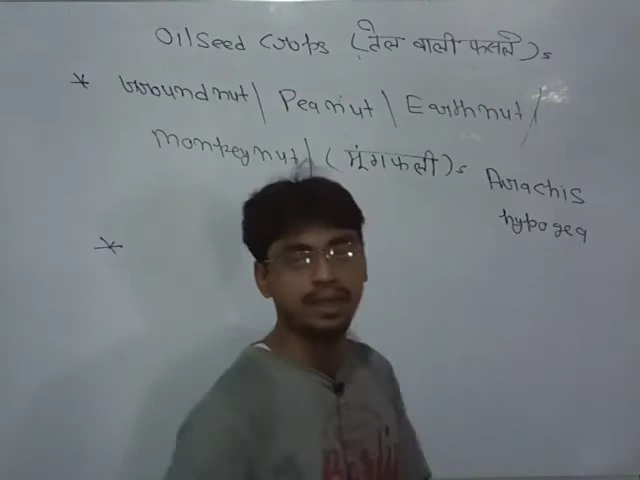 Oilseed Crops (तेल वाली फसलें) :
* Groundnut / Peanut / Earthnut /
Monkeynut / (मूंगफली) : Arachis
hypogea
*